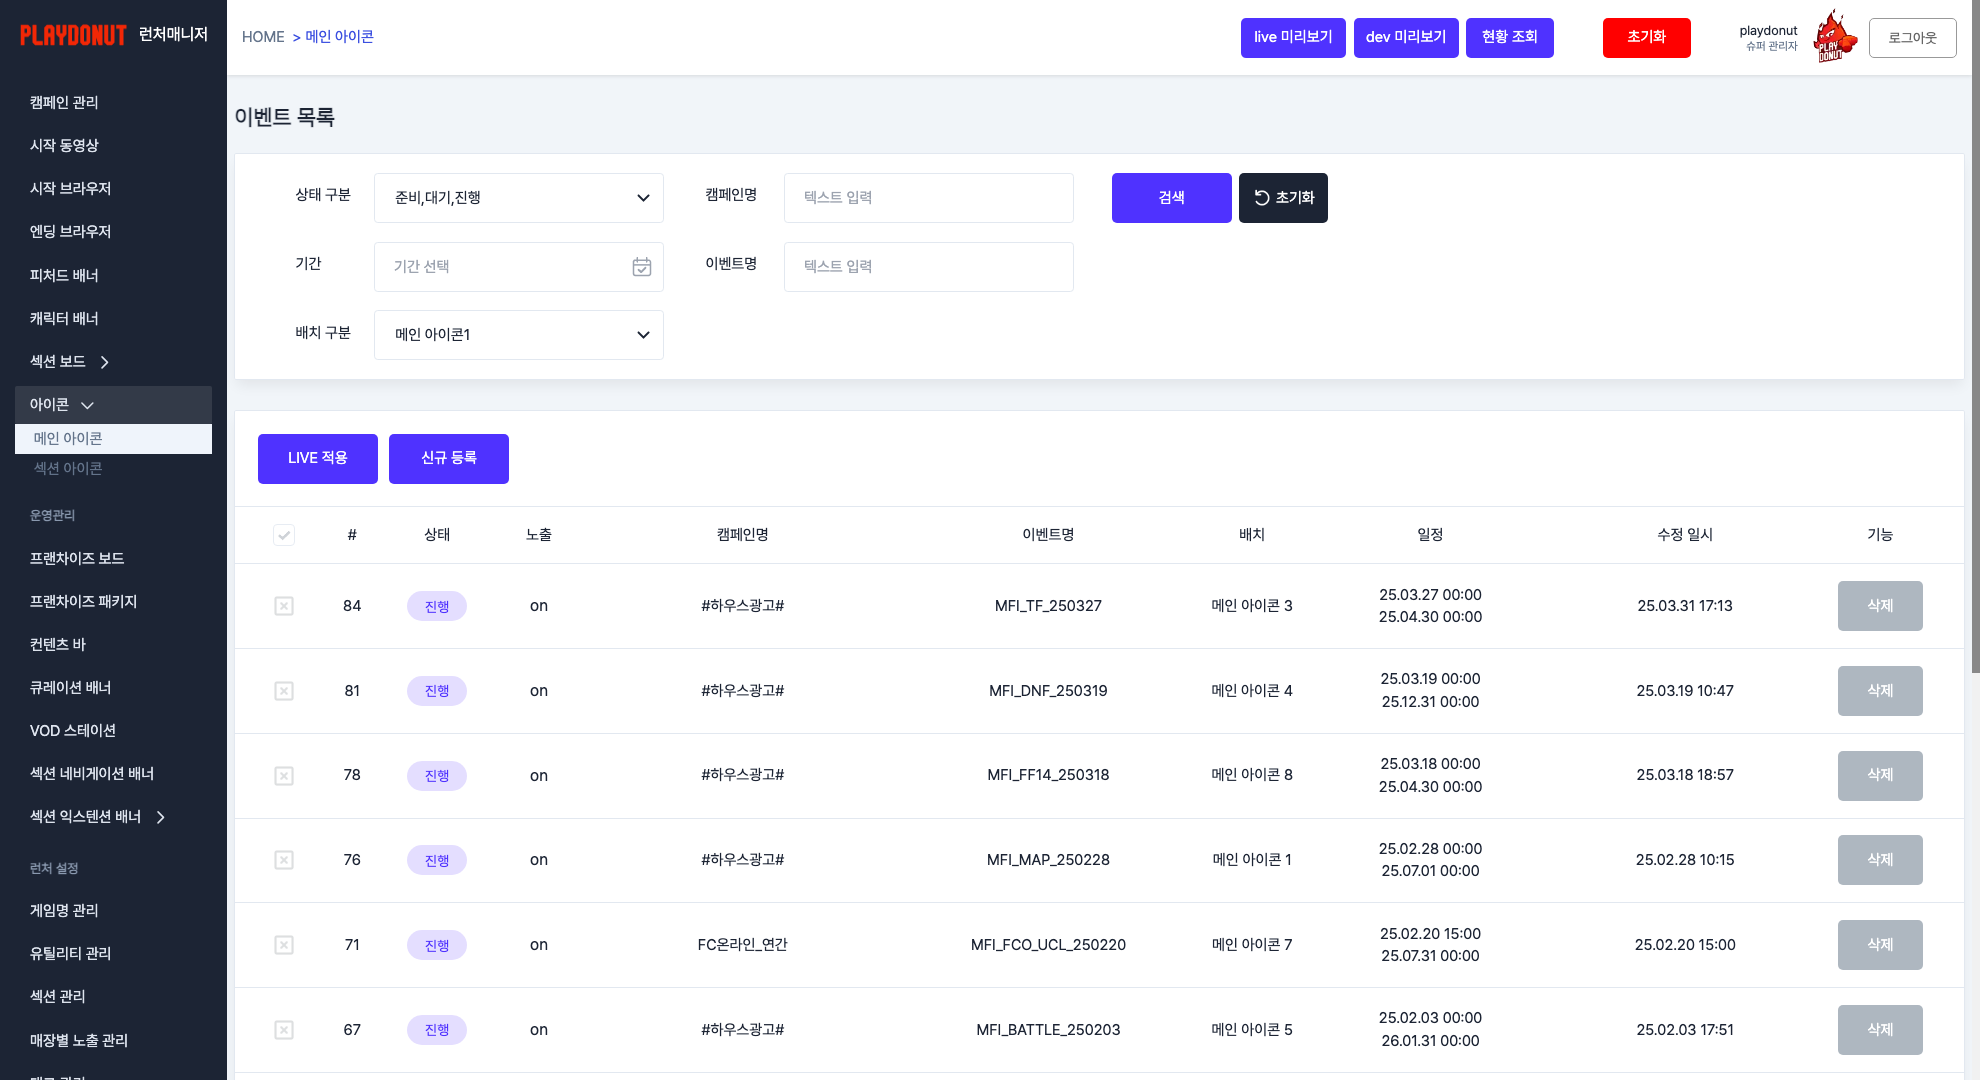 PLAYDONUT 런처매니저
HOME > 메인 아이콘
live 미리보기
dev 미리보기
현황 조회
초기화
playdonut
슈퍼 관리자
PLAY DONUT
로그아웃
캠페인 관리
시작 동영상
시작 브라우저
엔딩 브라우저
피처드 배너
캐릭터 배너
섹션 보드
아이콘
메인 아이콘
섹션 아이콘
운영관리
프랜차이즈 보드
프랜차이즈 패키지
컨텐츠 바
큐레이션 배너
VOD 스테이션
섹션 네비게이션 배너
섹션 익스텐션 배너
런처 설정
게임명 관리
유틸리티 관리
섹션 관리
매장별 노출 관리
이벤트 목록
상태 구분 준비,대기,진행 캠페인명 텍스트 입력 검색 초기화
기간 기간 선택 이벤트명 텍스트 입력
배치 구분 메인 아이콘1
LIVE 적용 신규 등록
# 상태 노출 캠페인명 이벤트명 배치 일정 수정 일시 기능
84 진행 on #하우스광고# MFI_TF_250327 메인 아이콘 3 25.03.27 00:00 25.03.31 17:13 삭제
25.04.30 00:00
81 진행 on #하우스광고# MFI_DNF_250319 메인 아이콘 4 25.03.19 00:00 25.03.19 10:47 삭제
25.12.31 00:00
78 진행 on #하우스광고# MFI_FF14_250318 메인 아이콘 8 25.03.18 00:00 25.03.18 18:57 삭제
25.04.30 00:00
76 진행 on #하우스광고# MFI_MAP_250228 메인 아이콘 1 25.02.28 00:00 25.02.28 10:15 삭제
25.07.01 00:00
71 진행 on FC온라인_연간 MFI_FCO_UCL_250220 메인 아이콘 7 25.02.20 15:00 25.02.20 15:00 삭제
25.07.31 00:00
67 진행 on #하우스광고# MFI_BATTLE_250203 메인 아이콘 5 25.02.03 00:00 25.02.03 17:51 삭제
26.01.31 00:00